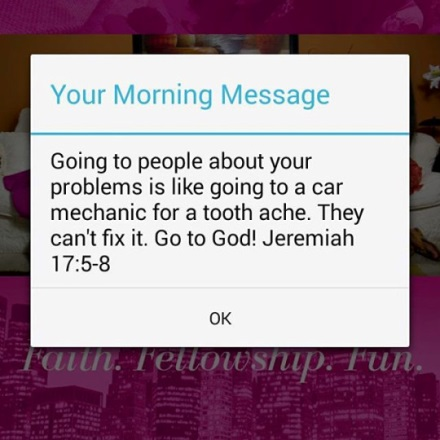 Your Morning Message
Going to people about your
problems is like going to a car
mechanic for a tooth ache. They
can't fix it. Go to God! Jeremiah
17:5-8
OK
Faith. Fellowship. Fun.